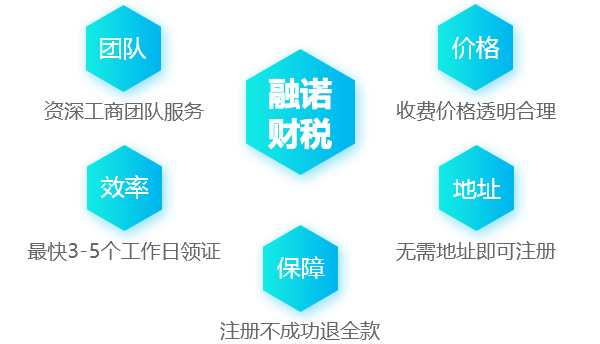 团队
资深工商团队服务
价格
收费价格透明合理
融诺
财税
效率
最快3-5个工作日领证
地址
无需地址即可注册
保障
注册不成功退全款